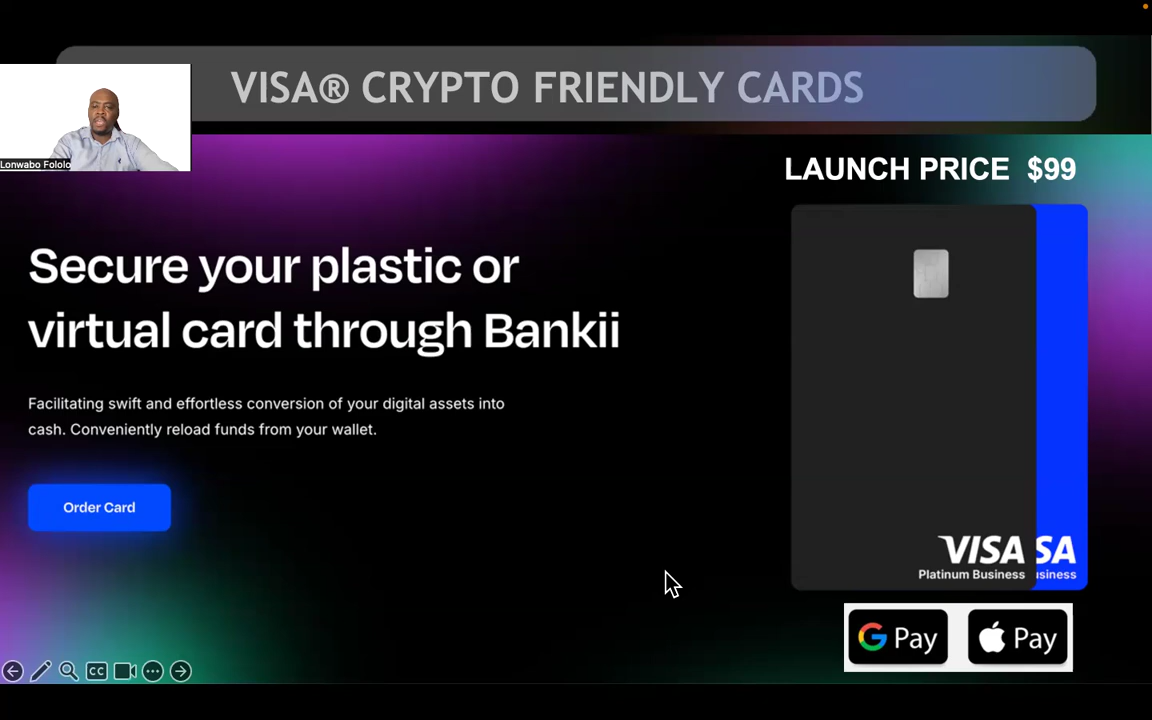 VISA® CRYPTO FRIENDLY CARDS
Lonwabo Fololo
LAUNCH PRICE $99
Secure your plastic or
virtual card through Bankii
Facilitating swift and effortless conversion of your digital assets into
cash. Conveniently reload funds from your wallet.
Order Card
VISA
Platinum Business
SA
usiness
G Pay
Pay
CC